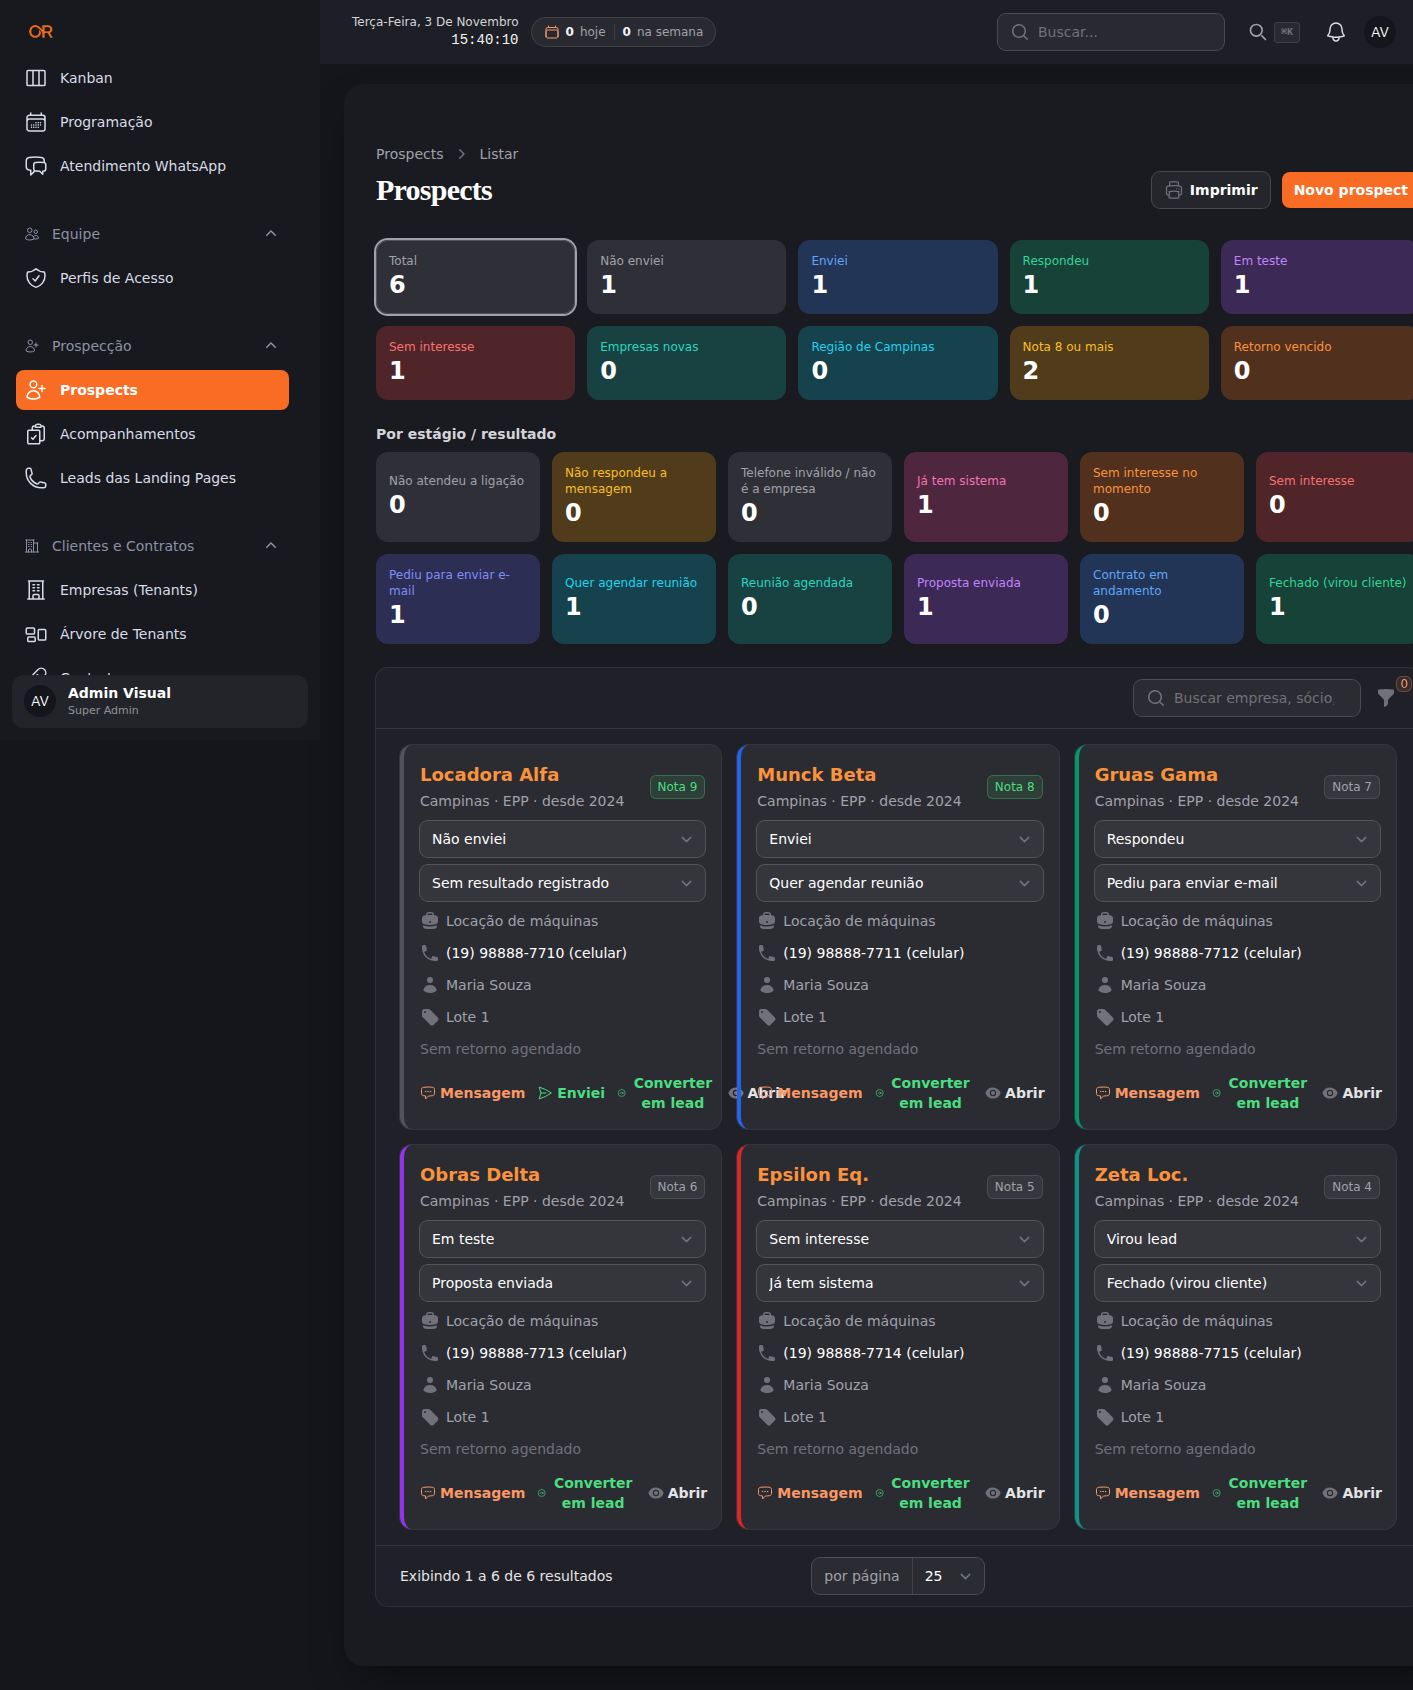 OR
Terça-Feira, 3 De Novembro
15:40:10
0 hoje
0 na semana
Buscar...
⌘K
AV
Kanban
Programação
Atendimento WhatsApp
Equipe
Perfis de Acesso
Prospecção
Prospects
Acompanhamentos
Leads das Landing Pages
Clientes e Contratos
Empresas (Tenants)
Árvore de Tenants
AV
Admin Visual
Super Admin
Prospects > Listar
Prospects
Imprimir
Novo prospect
Total
6
Não enviei
1
Enviei
1
Respondeu
1
Em teste
1
Sem interesse
1
Empresas novas
0
Região de Campinas
0
Nota 8 ou mais
2
Retorno vencido
0
Por estágio / resultado
Não atendeu a ligação
0
Não respondeu a
mensagem
0
Telefone inválido / não
é a empresa
0
Já tem sistema
1
Sem interesse no
momento
0
Sem interesse
0
Pediu para enviar e-
mail
1
Quer agendar reunião
1
Reunião agendada
0
Proposta enviada
1
Contrato em
andamento
0
Fechado (virou cliente)
1
Buscar empresa, sócio,
0
Locadora Alfa
Nota 9
Campinas · EPP · desde 2024
Não enviei
Sem resultado registrado
Locação de máquinas
(19) 98888-7710 (celular)
Maria Souza
Lote 1
Sem retorno agendado
Mensagem
Enviei
Converter
em lead
Abrir
Munck Beta
Nota 8
Campinas · EPP · desde 2024
Enviei
Quer agendar reunião
Locação de máquinas
(19) 98888-7711 (celular)
Maria Souza
Lote 1
Sem retorno agendado
Mensagem
Converter
em lead
Abrir
Gruas Gama
Nota 7
Campinas · EPP · desde 2024
Respondeu
Pediu para enviar e-mail
Locação de máquinas
(19) 98888-7712 (celular)
Maria Souza
Lote 1
Sem retorno agendado
Mensagem
Converter
em lead
Abrir
Obras Delta
Nota 6
Campinas · EPP · desde 2024
Em teste
Proposta enviada
Locação de máquinas
(19) 98888-7713 (celular)
Maria Souza
Lote 1
Sem retorno agendado
Mensagem
Converter
em lead
Abrir
Epsilon Eq.
Nota 5
Campinas · EPP · desde 2024
Sem interesse
Já tem sistema
Locação de máquinas
(19) 98888-7714 (celular)
Maria Souza
Lote 1
Sem retorno agendado
Mensagem
Converter
em lead
Abrir
Zeta Loc.
Nota 4
Campinas · EPP · desde 2024
Virou lead
Fechado (virou cliente)
Locação de máquinas
(19) 98888-7715 (celular)
Maria Souza
Lote 1
Sem retorno agendado
Mensagem
Converter
em lead
Abrir
Exibindo 1 a 6 de 6 resultados
por página
25